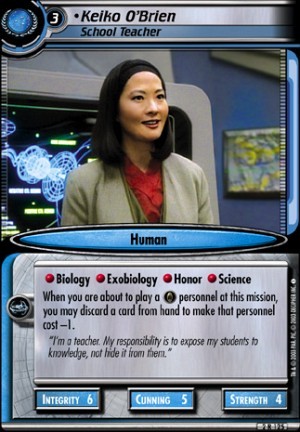 3
• Keiko O'Brien
School Teacher
Human
• Biology • Exobiology • Honor • Science
When you are about to play a personnel at this mission,
you may discard a card from hand to make that personnel
cost -1.
"I'm a teacher. My responsibility is to expose my students
to knowledge, not hide it from them."
INTEGRITY 6 CUNNING 5 STRENGTH 4